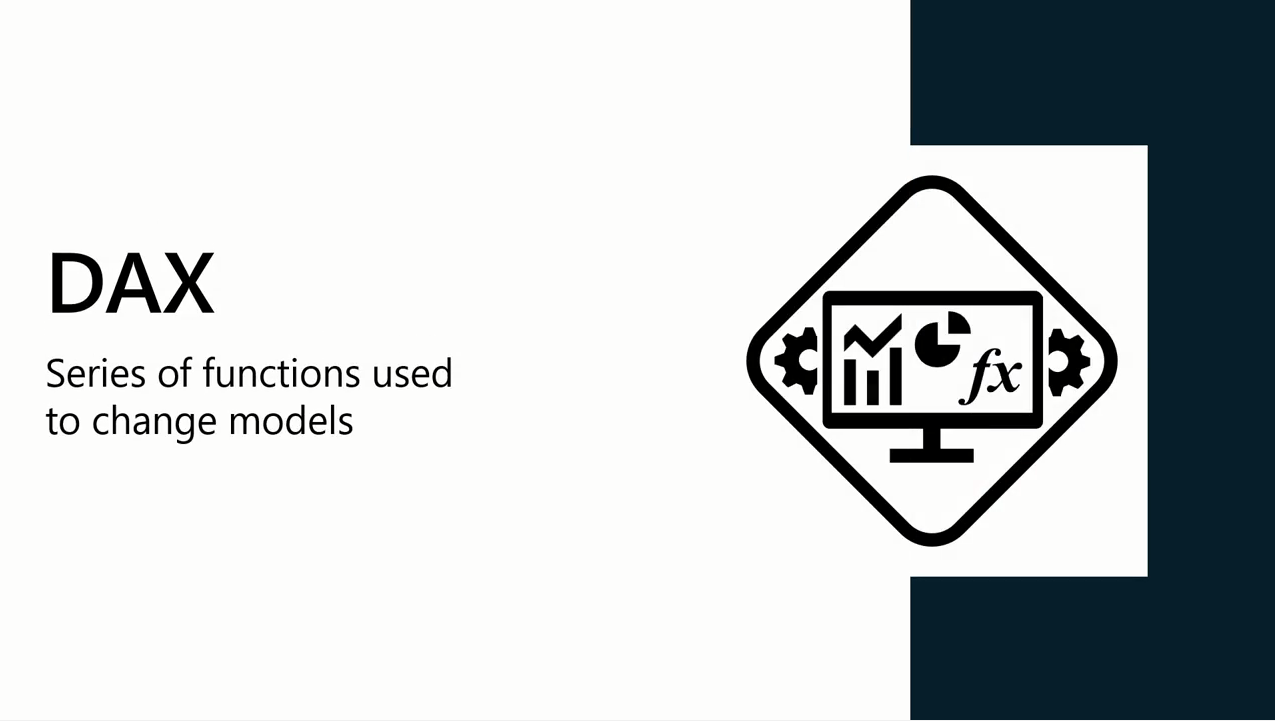 DAX
Series of functions used
to change models
fx